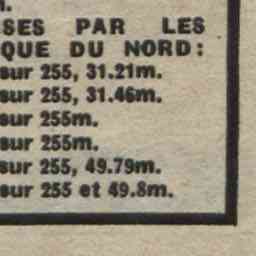 SES PAR LES
QUE DU NORD:
sur 255, 31.21m.
sur 255, 31.46m.
sur 255m.
sur 255m.
sur 255, 49.79m.
sur 255 et 49.8m.